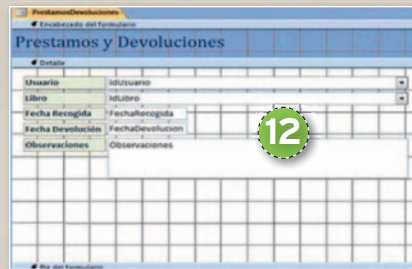 PrestamosDevoluciones
Encabezado del formulario
Prestamos y Devoluciones
Detalle
Usuario IdUsuario
Libro IdLibro
Fecha Recogida FechaRecogida
Fecha Devolución FechaDevolucion
12
Observaciones Observaciones
Pie del formulario